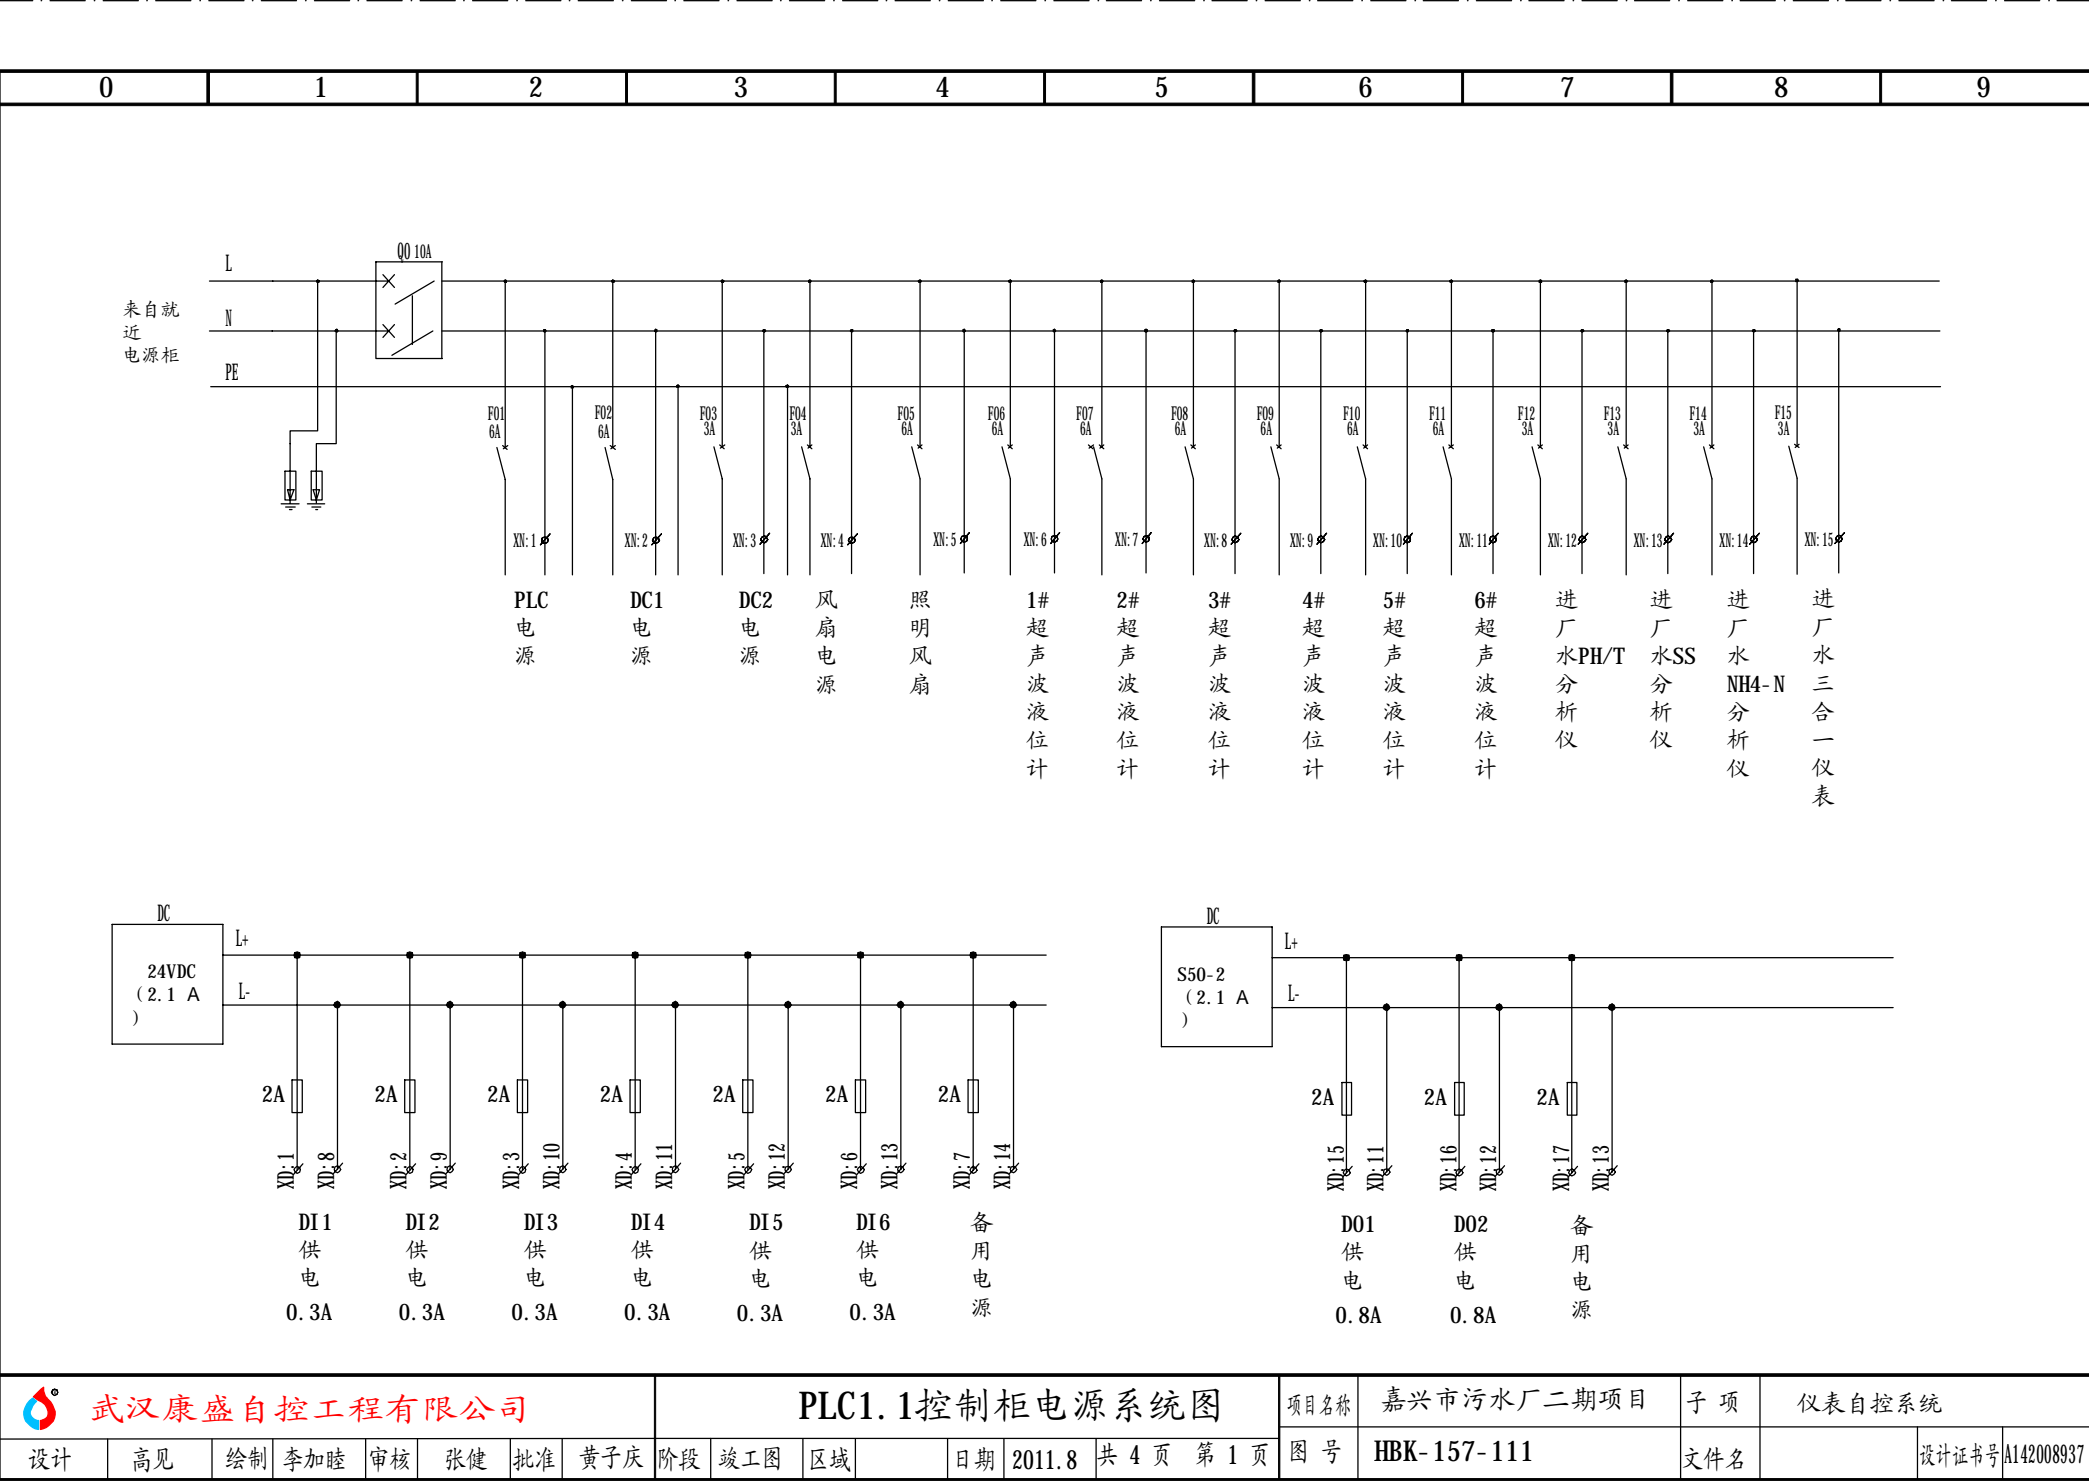 0 1 2 3 4 5 6 7 8 9
Q0 10A
L
来自就
近
电源柜
N
PE
F01 F02 F03 F04 F05 F06 F07 F08 F09 F10 F11 F12 F13 F14 F15
6A 6A 3A 3A 6A 6A 6A 6A 6A 6A 6A 3A 3A 3A 3A
XN:1 XN:2 XN:3 XN:4 XN:5 XN:6 XN:7 XN:8 XN:9 XN:10 XN:11 XN:12 XN:13 XN:14 XN:15
PLC电源
DC1电源
DC2电源
风扇电源
照明风扇
1#超声波液位计
2#超声波液位计
3#超声波液位计
4#超声波液位计
5#超声波液位计
6#超声波液位计
进厂水PH/T分析仪
进厂水SS分析仪
进厂水NH4-N分析仪
进厂水三合一仪表
DC
24VDC
(2.1 A
)
L+
L-
2A 2A 2A 2A 2A 2A 2A
XD:1 XD:8 XD:2 XD:9 XD:3 XD:10 XD:4 XD:11 XD:5 XD:12 XD:6 XD:13 XD:7 XD:14
DI1供电 0.3A
DI2供电 0.3A
DI3供电 0.3A
DI4供电 0.3A
DI5供电 0.3A
DI6供电 0.3A
备用电源
DC
S50-2
(2.1 A
)
L+
L-
2A 2A 2A
XD:15 XD:11 XD:16 XD:12 XD:17 XD:13
DO1供电 0.8A
DO2供电 0.8A
备用电源
武汉康盛自控工程有限公司
PLC1.1控制柜电源系统图
项目名称 嘉兴市污水厂二期项目 子 项 仪表自控系统
设计 高见 绘制 李加睦 审核 张健 批准 黄子庆 阶段 竣工图 区域 日期 2011.8 共 4 页 第 1 页 图 号 HBK-157-111 文件名 设计证书号 A142008937